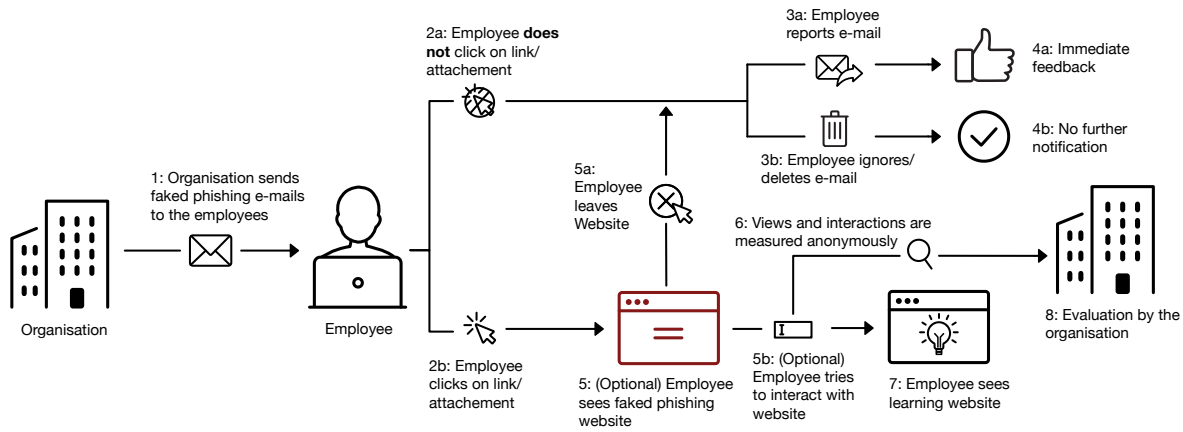 1: Organisation sends
faked phishing e-mails
to the employees
Organisation
Employee
2a: Employee does
not click on link/
attachement
2b: Employee
clicks on link/
attachement
3a: Employee
reports e-mail
4a: Immediate
feedback
3b: Employee ignores/
deletes e-mail
4b: No further
notification
5a:
Employee
leaves
Website
5: (Optional) Employee
sees faked phishing
website
5b: (Optional)
Employee tries
to interact with
website
6: Views and interactions are
measured anonymously
7: Employee sees
learning website
8: Evaluation by the
organisation